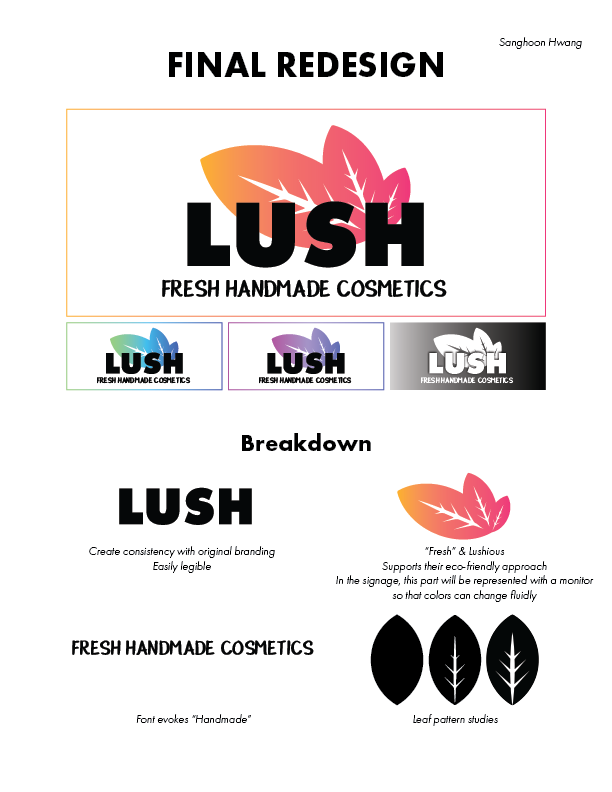 Sanghoon Hwang
FINAL REDESIGN
LUSH
FRESH HANDMADE COSMETICS
LUSH
FRESH HANDMADE COSMETICS
LUSH
FRESH HANDMADE COSMETICS
LUSH
FRESH HANDMADE COSMETICS
Breakdown
LUSH
Create consistency with original branding
Easily legible
“Fresh” & Lushious
Supports their eco-friendly approach
In the signage, this part will be represented with a monitor
so that colors can change fluidly
FRESH HANDMADE COSMETICS
Font evokes “Handmade”
Leaf pattern studies